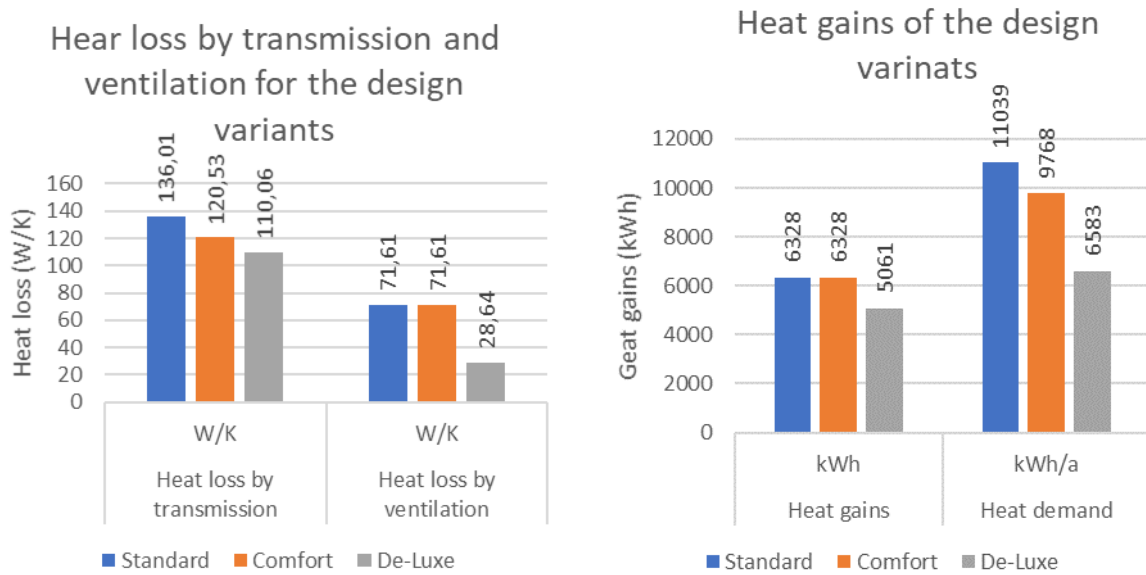 Hear loss by transmission and
ventilation for the design
variants
Heat loss (W/K)
160
140
120
100
80
60
40
20
0
136,01
120,53
110,06
71,61
71,61
28,64
W/K
W/K
Heat loss by
transmission
Heat loss by
ventilation
Standard
Comfort
De-Luxe
Heat gains of the design
varinats
Geat gains (kWh)
12000
10000
8000
6000
4000
2000
0
6328
6328
5061
11039
9768
6583
kWh
kWh/a
Heat gains
Heat demand
Standard
Comfort
De-Luxe